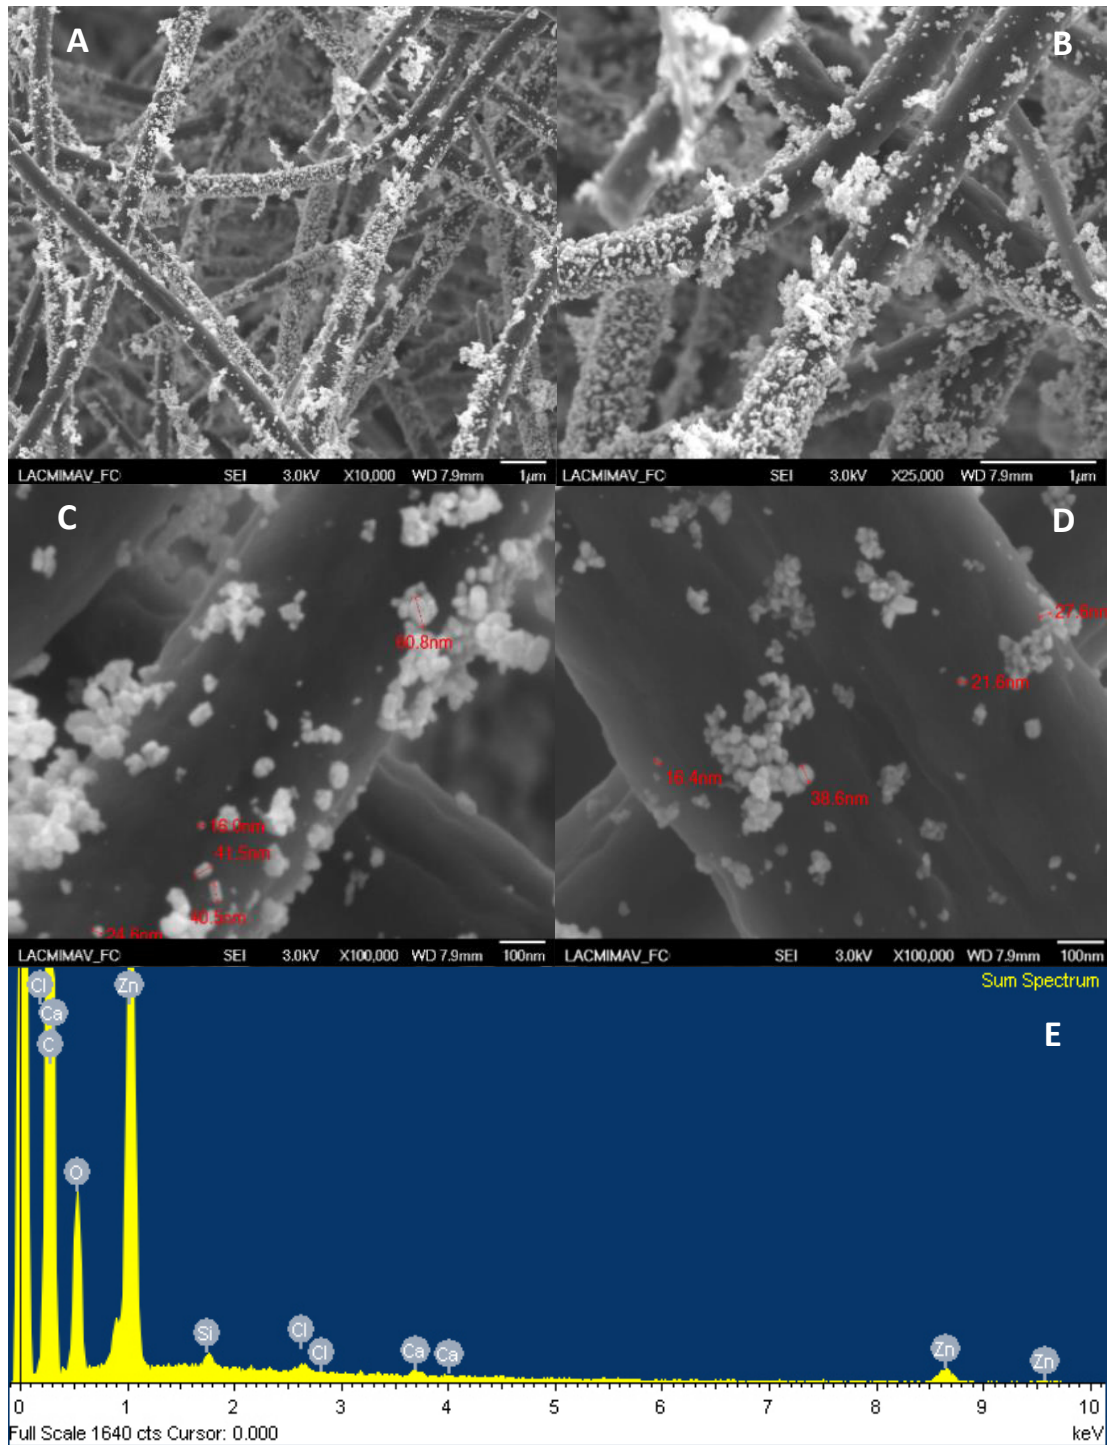 A
B
LACMIMAV_FC SEI 3.0kV X10,000 WD 7.9mm 1µm
LACMIMAV_FC SEI 3.0kV X25,000 WD 7.9mm 1µm
C
D
60.8nm
16.0nm
41.5nm
40.5nm
24.6nm
27.6nm
21.6nm
16.4nm
38.6nm
LACMIMAV_FC SEI 3.0kV X100,000 WD 7.9mm 100nm
LACMIMAV_FC SEI 3.0kV X100,000 WD 7.9mm 100nm
Sum Spectrum
E
Cl
Ca
C
Zn
O
Si
Cl
Cl
Ca
Ca
Zn
Zn
0 1 2 3 4 5 6 7 8 9 10
Full Scale 1640 cts Cursor: 0.000 keV